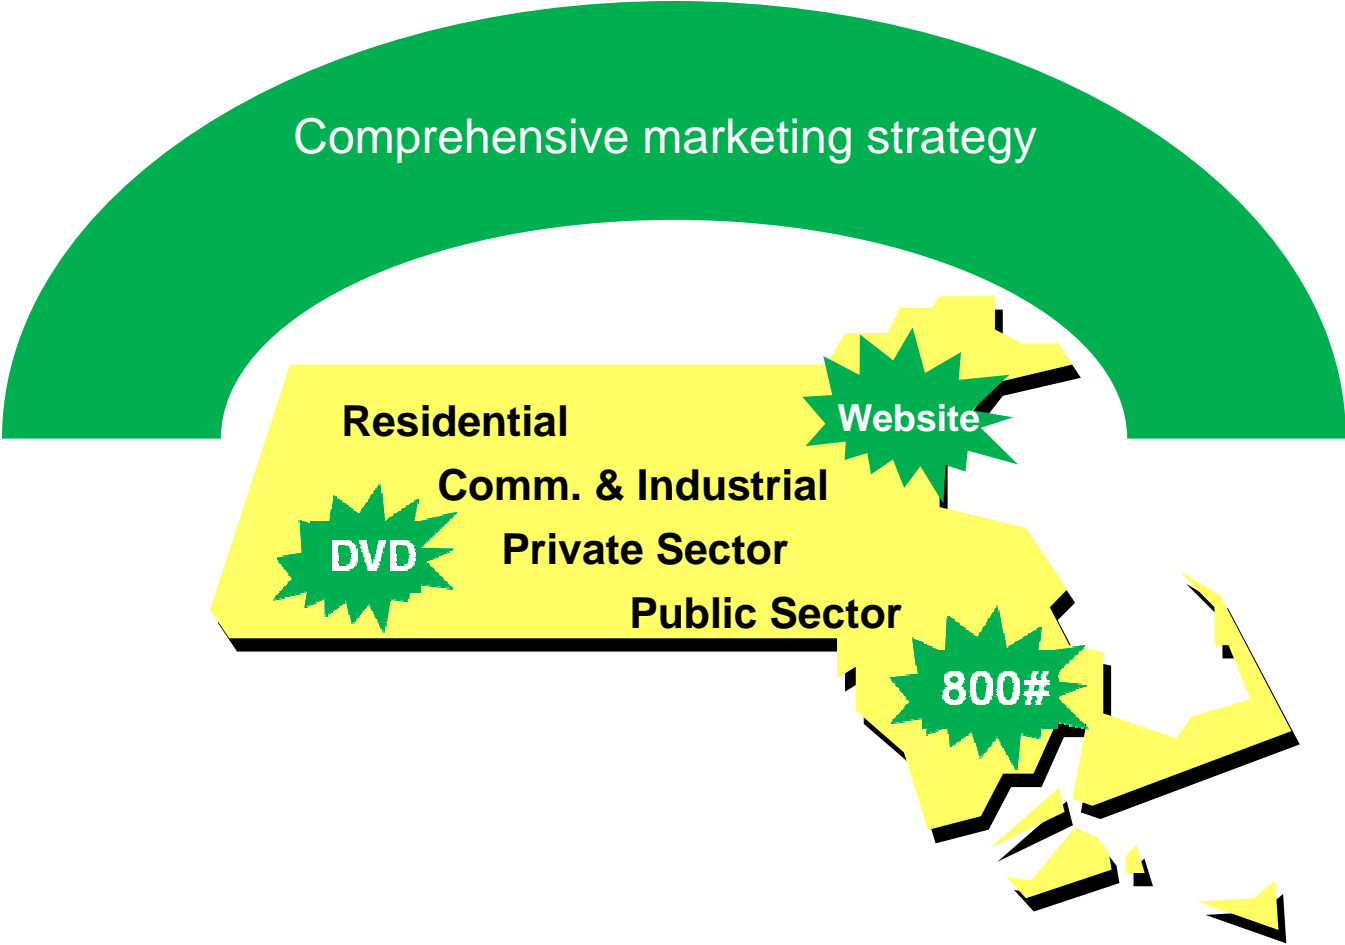 Comprehensive marketing strategy
Residential
Website
Comm. & Industrial
DVD
Private Sector
Public Sector
800#